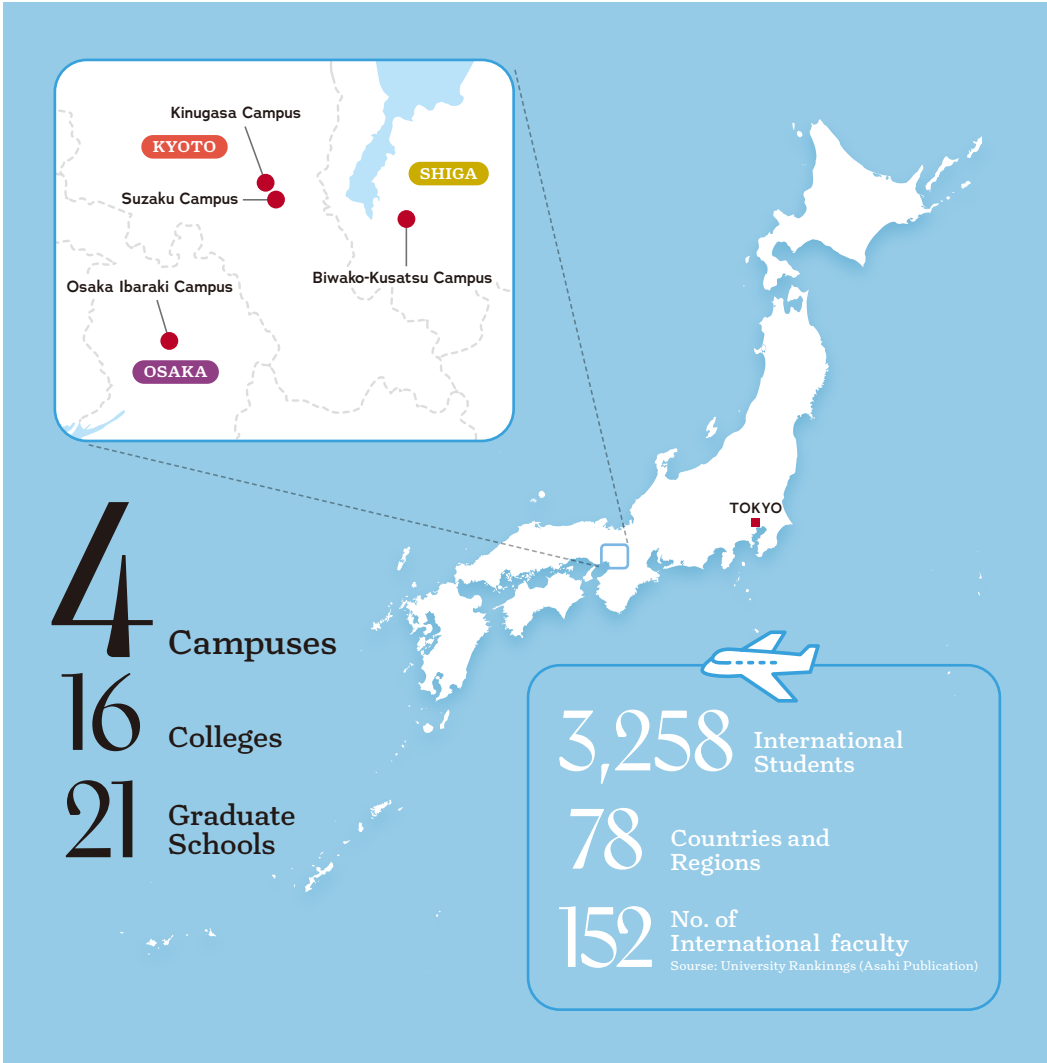 Kinugasa Campus
KYOTO
SHIGA
Suzaku Campus
Biwako-Kusatsu Campus
Osaka Ibaraki Campus
OSAKA
TOKYO
4 Campuses
16 Colleges
21 Graduate
Schools
3,258 International
Students
78 Countries and
Regions
152 No. of
International faculty
Sourse: University Rankinngs (Asahi Publication)